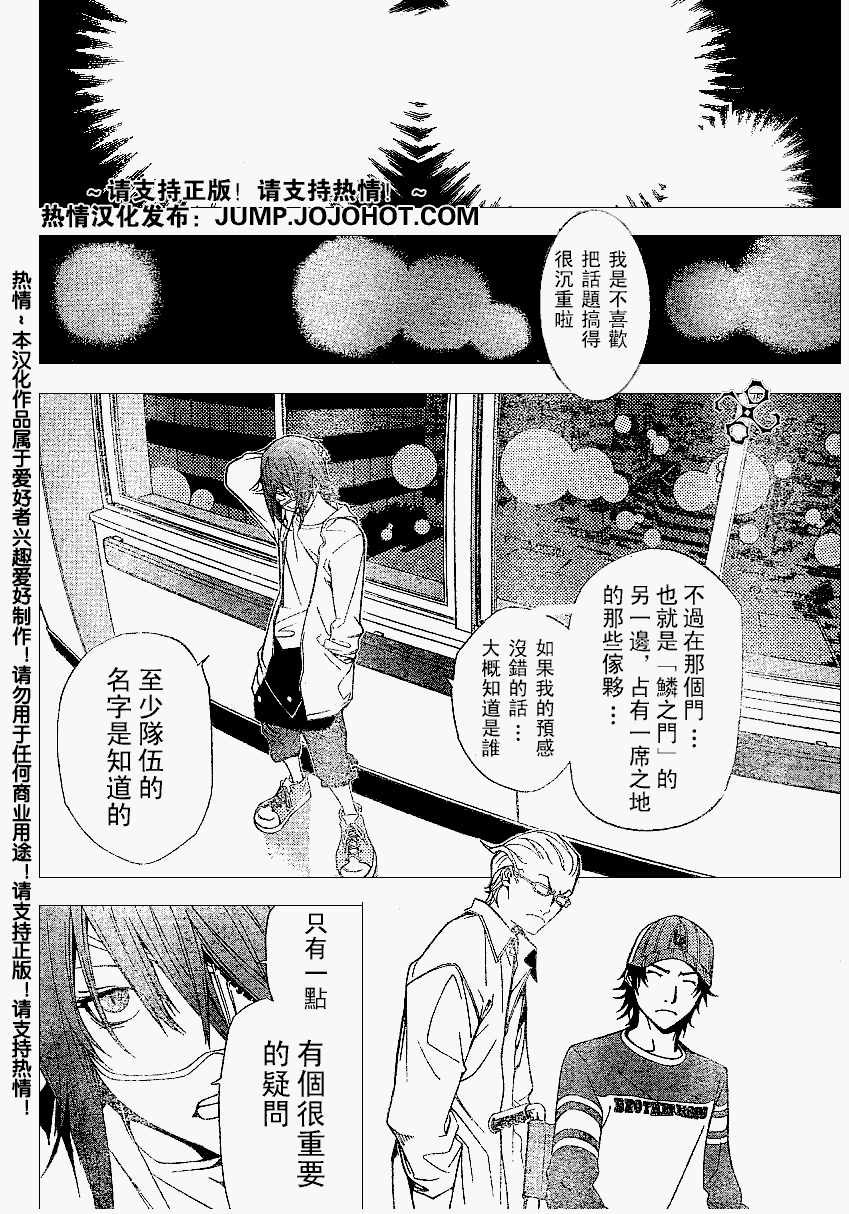 ~请支持正版！请支持热情！~
热情汉化发布：JUMP.JOJOHOT.COM
我是不喜歡
把話題搞得
很沉重啦
不過在那個門…
也就是「鱗之門」的
另一邊，占有一席之地
的那些傢夥…
如果我的預感
沒錯的話…
大概知道是誰
至少隊伍的
名字是知道的
只有一點
有個很重要
的疑問
BROTHERHOOD
热情~本汉化作品属于爱好者兴趣爱好制作！请勿用于任何商业用途！请支持正版！请支持热情！